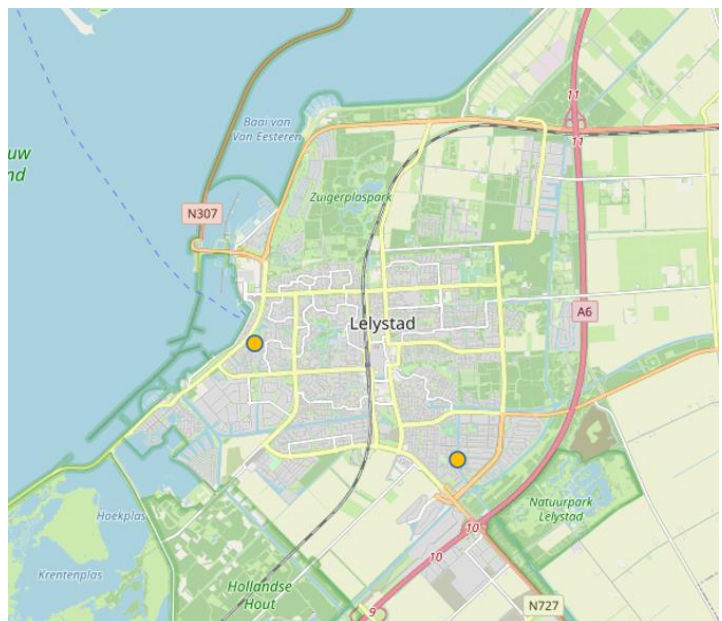 11
Baai van
Van Eesteren
11
uw
nd
Zuigerplaspark
N307
A6
Lelystad
Natuurpark
Lelystad
Hoekplas
10
10
Krentenplas
Hollandse
Hout
9
N727